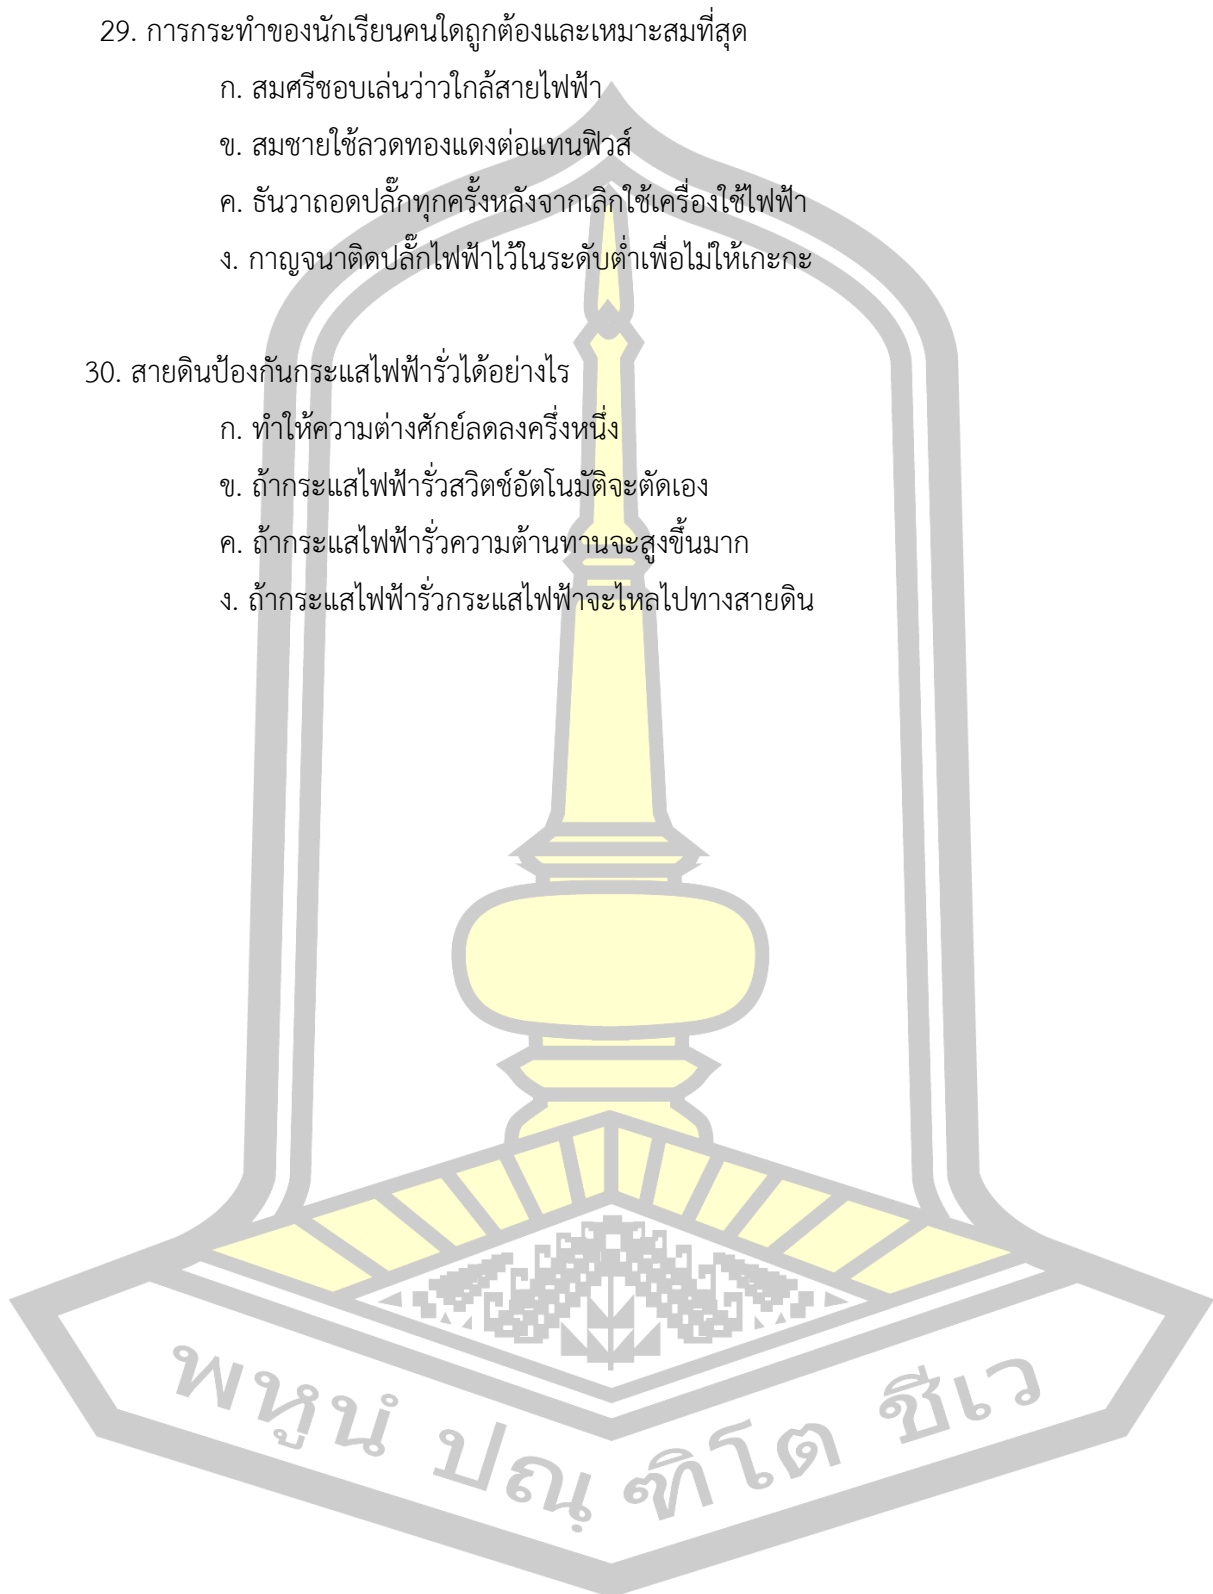 29. การกระทำของนักเรียนคนใดถูกต้องและเหมาะสมที่สุด
ก. สมศรีชอบเล่นว่าวใกล้สายไฟฟ้า
ข. สมชายใช้ลวดทองแดงต่อแทนฟิวส์
ค. ธันวาถอดปลั๊กทุกครั้งหลังจากเลิกใช้เครื่องใช้ไฟฟ้า
ง. กาญจนาติดปลั๊กไฟฟ้าไว้ในระดับต่ำเพื่อไม่ให้เกะกะ
30. สายดินป้องกันกระแสไฟฟ้ารั่วได้อย่างไร
ก. ทำให้ความต่างศักย์ลดลงครึ่งหนึ่ง
ข. ถ้ากระแสไฟฟ้ารั่วสวิตช์อัตโนมัติจะตัดเอง
ค. ถ้ากระแสไฟฟ้ารั่วความต้านทานจะสูงขึ้นมาก
ง. ถ้ากระแสไฟฟ้ารั่วกระแสไฟฟ้าจะไหลไปทางสายดิน
พหูนํ ปณฺฑิโต ชีเว